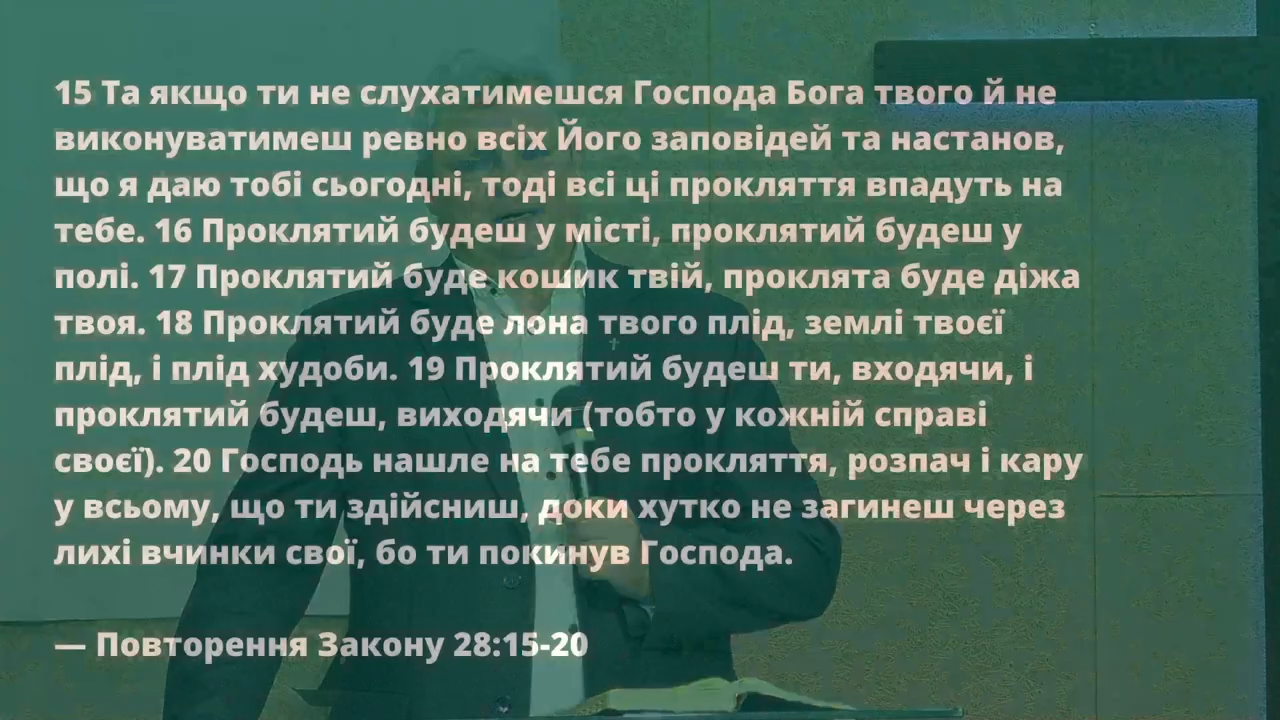 15 Та якщо ти не слухатимешся Господа Бога твого й не
виконуватимеш ревно всіх Його заповідей та настанов,
що я даю тобі сьогодні, тоді всі ці прокляття впадуть на
тебе. 16 Проклятий будеш у місті, проклятий будеш у
полі. 17 Проклятий буде кошик твій, проклята буде діжа
твоя. 18 Проклятий буде лона твого плід, землі твоєї
плід, і плід худоби. 19 Проклятий будеш ти, входячи, і
проклятий будеш, виходячи (тобто у кожній справі
своєї). 20 Господь нашле на тебе прокляття, розпач і кару
у всьому, що ти здійсниш, доки хутко не загинеш через
лихі вчинки свої, бо ти покинув Господа.
— Повторення Закону 28:15-20